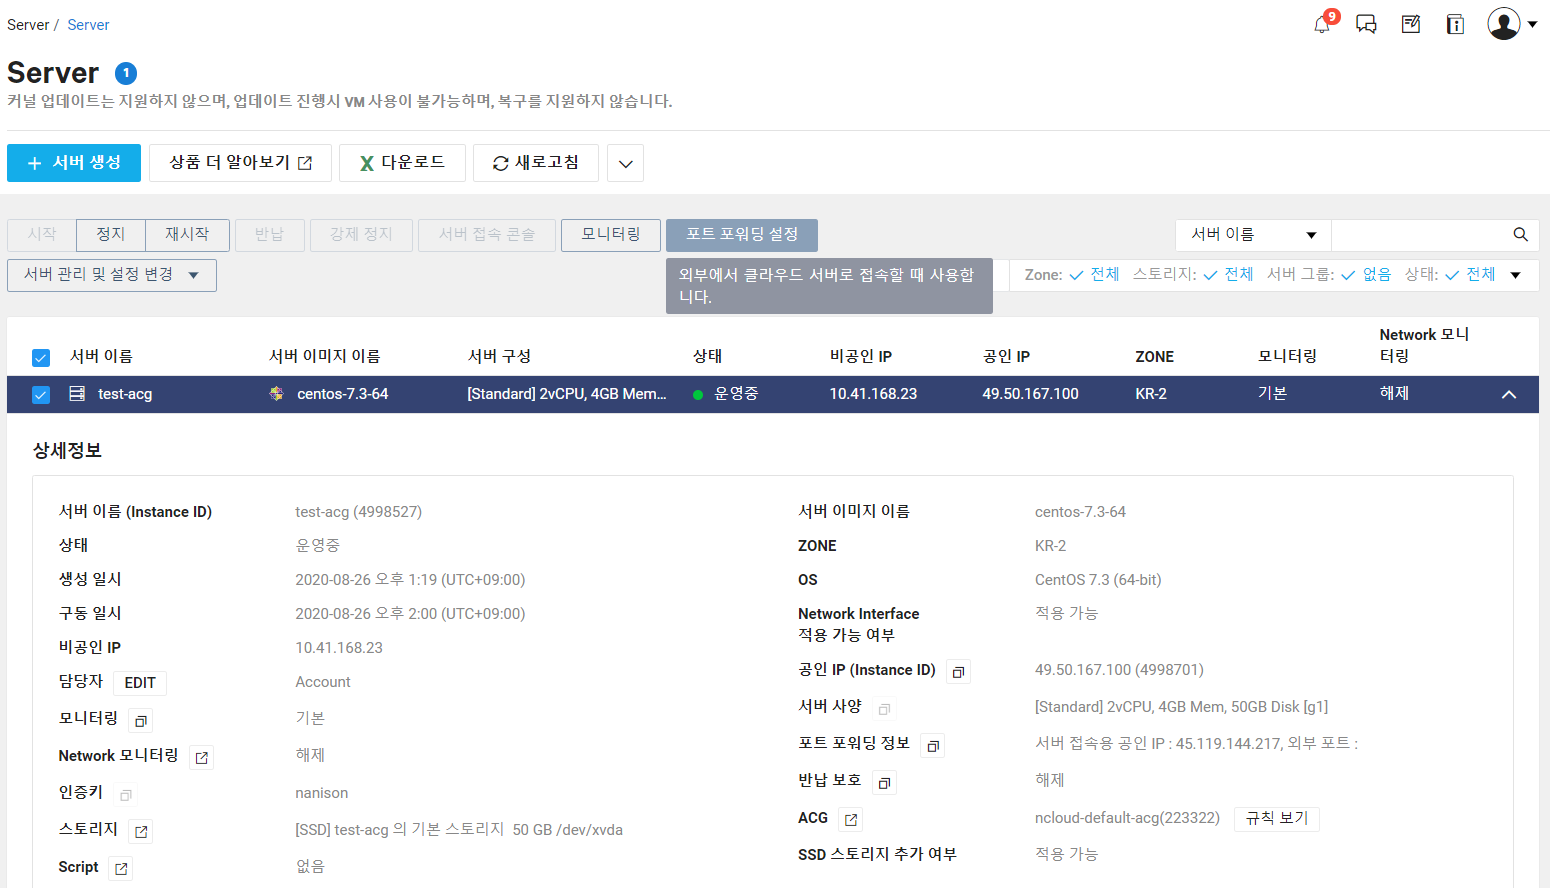 Server / Server
9
Server 1
커널 업데이트는 지원하지 않으며, 업데이트 진행시 VM 사용이 불가능하며, 복구를 지원하지 않습니다.
+ 서버 생성 상품 더 알아보기 다운로드 새로고침
시작 정지 재시작 반납 강제 정지 서버 접속 콘솔 모니터링 포트 포워딩 설정 서버 이름
서버 관리 및 설정 변경 Zone: 전체 스토리지: 전체 서버 그룹: 없음 상태: 전체
외부에서 클라우드 서버로 접속할 때 사용합
니다.
서버 이름 서버 이미지 이름 서버 구성 상태 비공인 IP 공인 IP ZONE 모니터링 Network 모니
터링
test-acg centos-7.3-64 [Standard] 2vCPU, 4GB Mem... 운영중 10.41.168.23 49.50.167.100 KR-2 기본 해제
상세정보
서버 이름 (Instance ID) test-acg (4998527)
상태 운영중
생성 일시 2020-08-26 오후 1:19 (UTC+09:00)
구동 일시 2020-08-26 오후 2:00 (UTC+09:00)
비공인 IP 10.41.168.23
담당자 EDIT Account
모니터링 기본
Network 모니터링 해제
인증키 nanison
스토리지 [SSD] test-acg 의 기본 스토리지 50 GB /dev/xvda
Script 없음
서버 이미지 이름 centos-7.3-64
ZONE KR-2
OS CentOS 7.3 (64-bit)
Network Interface 적용 가능
적용 가능 여부
공인 IP (Instance ID) 49.50.167.100 (4998701)
서버 사양 [Standard] 2vCPU, 4GB Mem, 50GB Disk [g1]
포트 포워딩 정보 서버 접속용 공인 IP : 45.119.144.217, 외부 포트 :
반납 보호 해제
ACG ncloud-default-acg(223322) 규칙 보기
SSD 스토리지 추가 여부 적용 가능